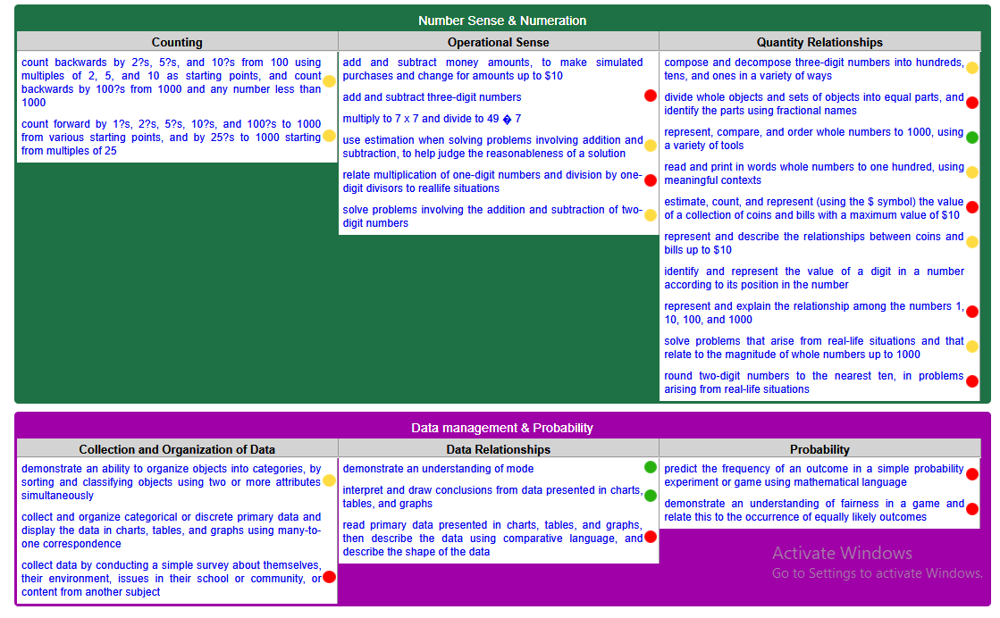 Number Sense & Numeration
Counting
count backwards by 2?s, 5?s, and 10?s from 100 using
multiples of 2, 5, and 10 as starting points, and count
backwards by 100?s from 1000 and any number less than
1000
count forward by 1?s, 2?s, 5?s, 10?s, and 100?s to 1000
from various starting points, and by 25?s to 1000 starting
from multiples of 25
Operational Sense
add and subtract money amounts, to make simulated
purchases and change for amounts up to $10
add and subtract three-digit numbers
multiply to 7 x 7 and divide to 49 � 7
use estimation when solving problems involving addition and
subtraction, to help judge the reasonableness of a solution
relate multiplication of one-digit numbers and division by one-
digit divisors to reallife situations
solve problems involving the addition and subtraction of two-
digit numbers
Quantity Relationships
compose and decompose three-digit numbers into hundreds,
tens, and ones in a variety of ways
divide whole objects and sets of objects into equal parts, and
identify the parts using fractional names
represent, compare, and order whole numbers to 1000, using
a variety of tools
read and print in words whole numbers to one hundred, using
meaningful contexts
estimate, count, and represent (using the $ symbol) the value
of a collection of coins and bills with a maximum value of $10
represent and describe the relationships between coins and
bills up to $10
identify and represent the value of a digit in a number
according to its position in the number
represent and explain the relationship among the numbers 1,
10, 100, and 1000
solve problems that arise from real-life situations and that
relate to the magnitude of whole numbers up to 1000
round two-digit numbers to the nearest ten, in problems
arising from real-life situations
Data management & Probability
Collection and Organization of Data
demonstrate an ability to organize objects into categories, by
sorting and classifying objects using two or more attributes
simultaneously
collect and organize categorical or discrete primary data and
display the data in charts, tables, and graphs using many-to-
one correspondence
collect data by conducting a simple survey about themselves,
their environment, issues in their school or community, or
content from another subject
Data Relationships
demonstrate an understanding of mode
interpret and draw conclusions from data presented in charts,
tables, and graphs
read primary data presented in charts, tables, and graphs,
then describe the data using comparative language, and
describe the shape of the data
Probability
predict the frequency of an outcome in a simple probability
experiment or game using mathematical language
demonstrate an understanding of fairness in a game and
relate this to the occurrence of equally likely outcomes
Activate Windows
Go to Settings to activate Windows.